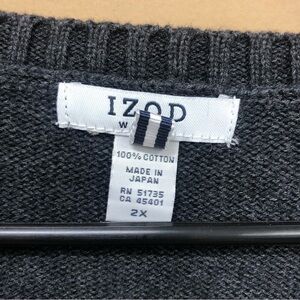 IZOD
100% COTTON
MADE IN
JAPAN
RN 51735
CA 45401
2X